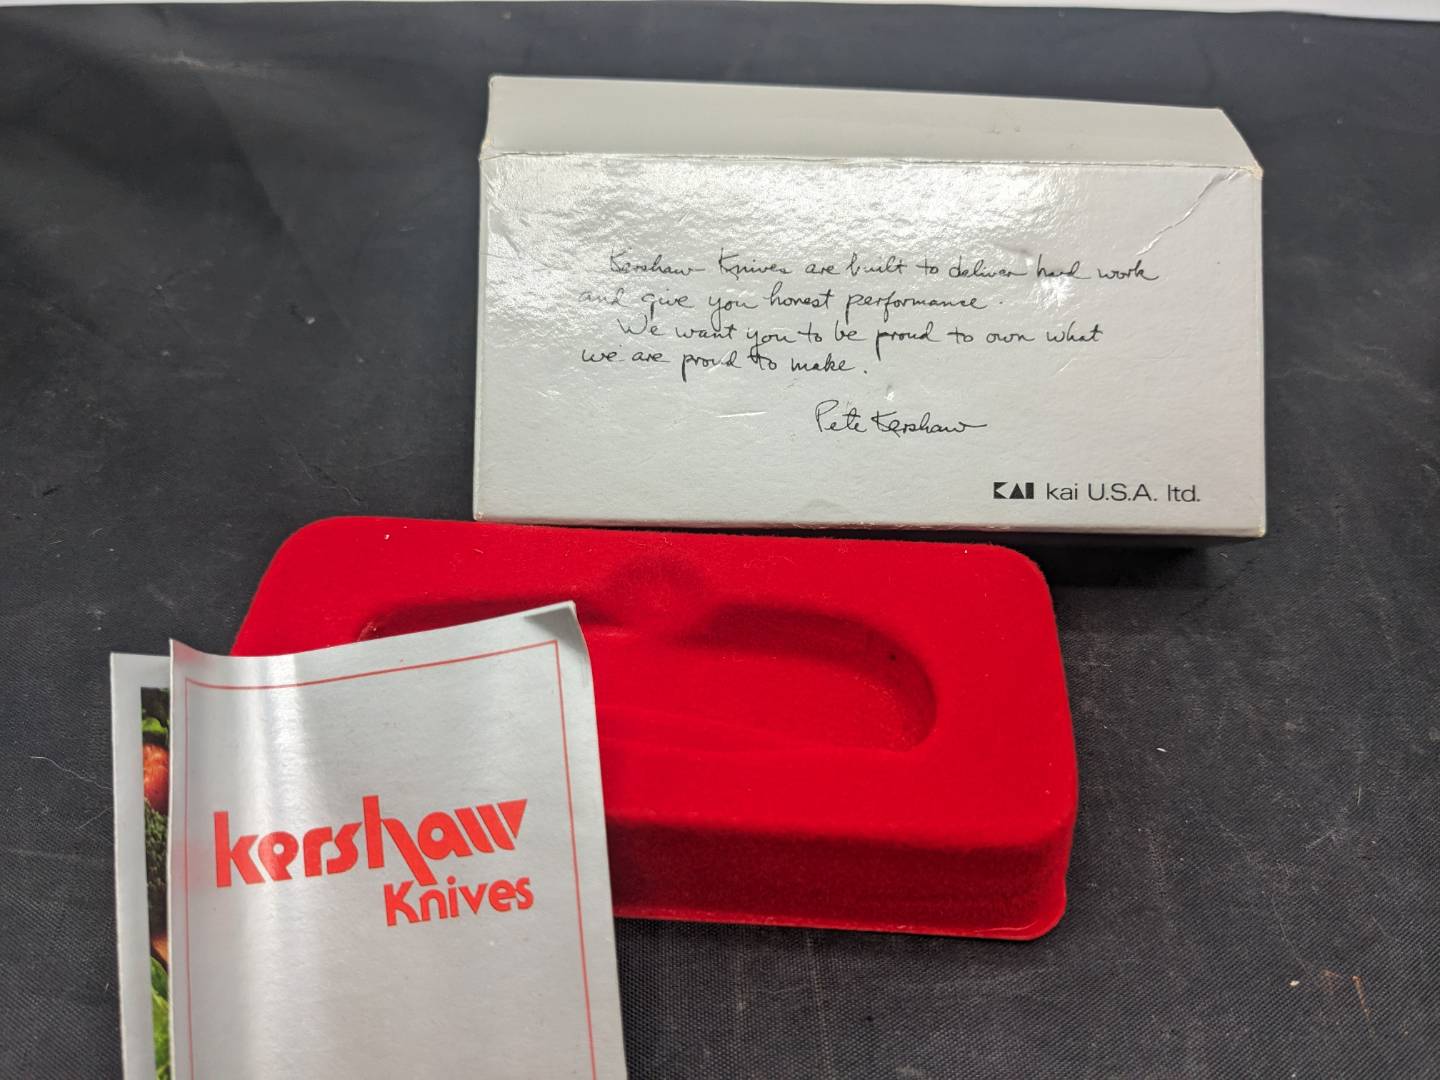 Kershaw Knives are built to deliver hard work
and give you honest performance.
We want you to be proud to own what
we are proud to make.
Pete Kershaw
KAI kai U.S.A. ltd.
kershaw
Knives